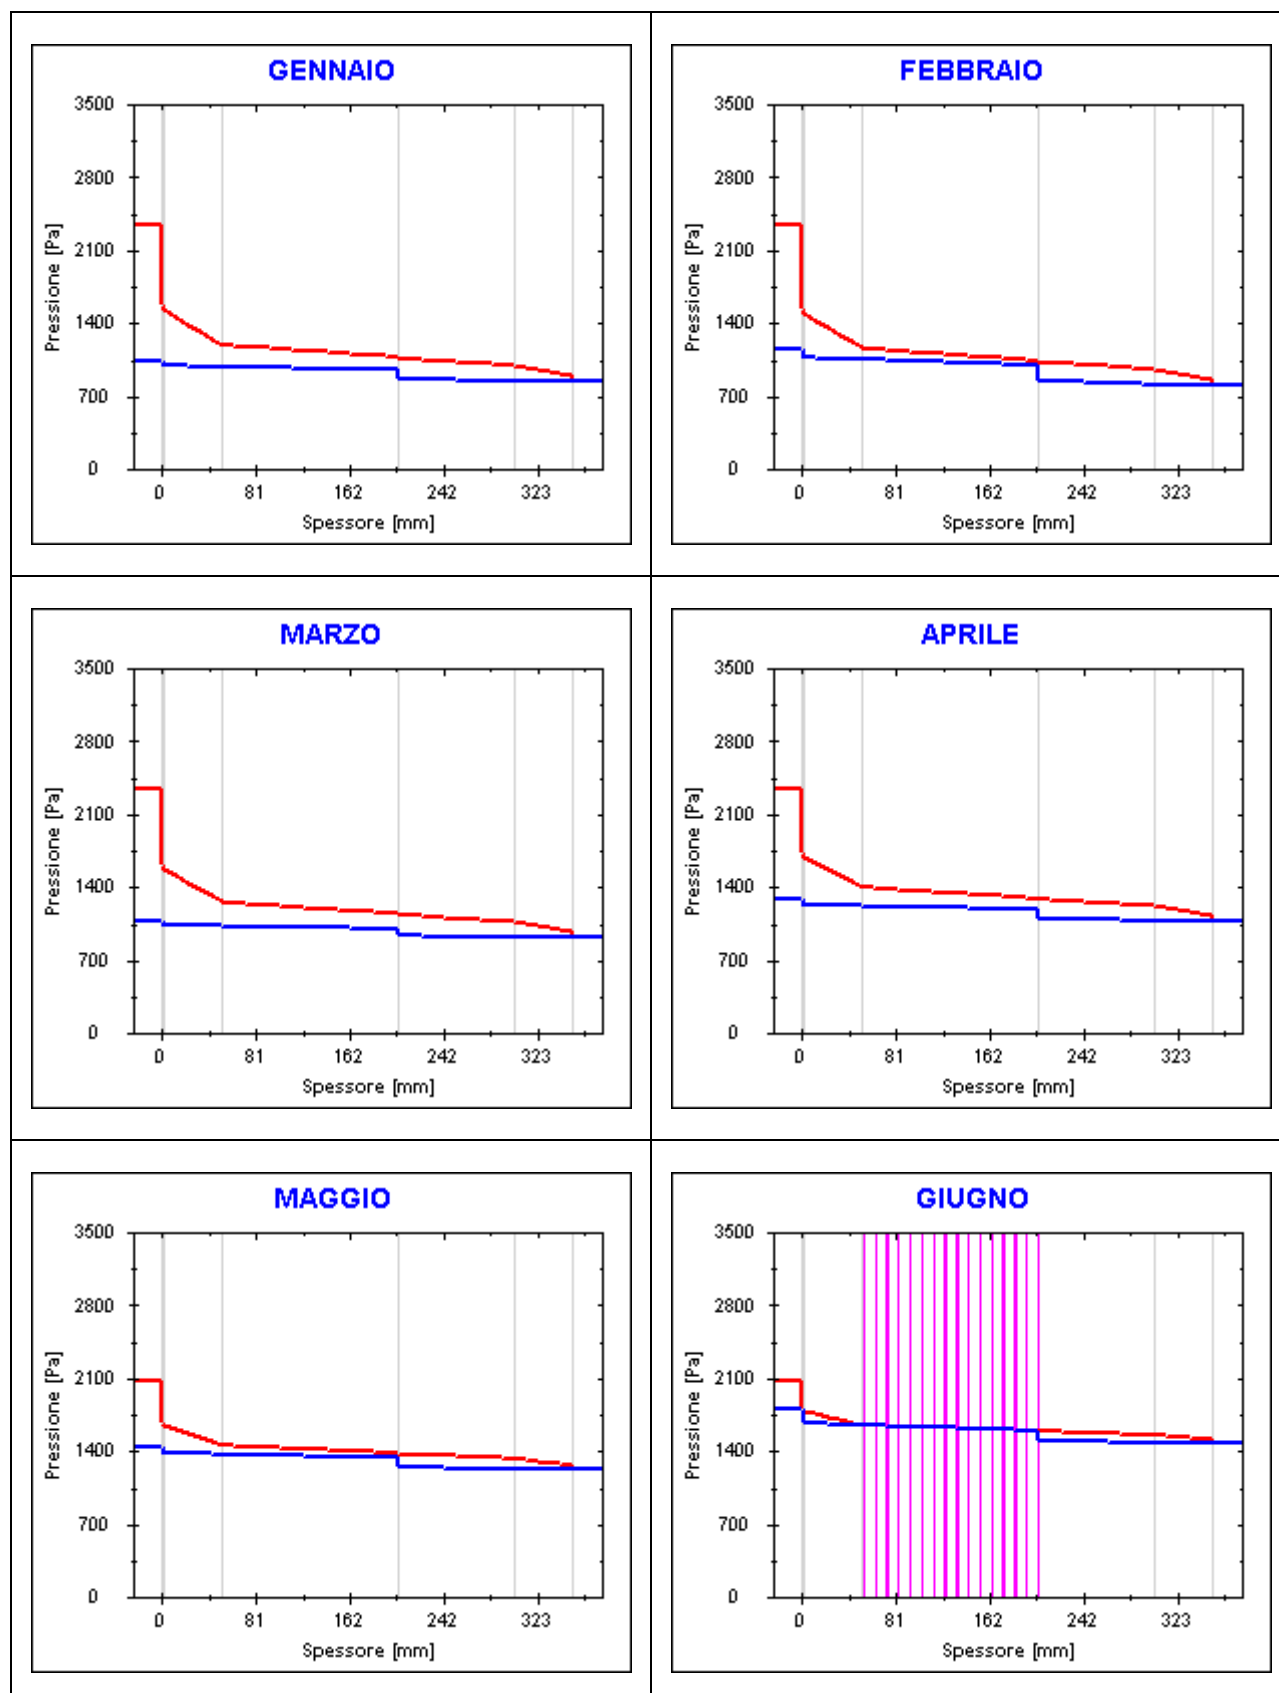 GENNAIO
3500
2800
2100
1400
700
0
Pressione [Pa]
0 81 162 242 323
Spessore [mm]
FEBBRAIO
3500
2800
2100
1400
700
0
Pressione [Pa]
0 81 162 242 323
Spessore [mm]
MARZO
3500
2800
2100
1400
700
0
Pressione [Pa]
0 81 162 242 323
Spessore [mm]
APRILE
3500
2800
2100
1400
700
0
Pressione [Pa]
0 81 162 242 323
Spessore [mm]
MAGGIO
3500
2800
2100
1400
700
0
Pressione [Pa]
0 81 162 242 323
Spessore [mm]
GIUGNO
3500
2800
2100
1400
700
0
Pressione [Pa]
0 81 162 242 323
Spessore [mm]